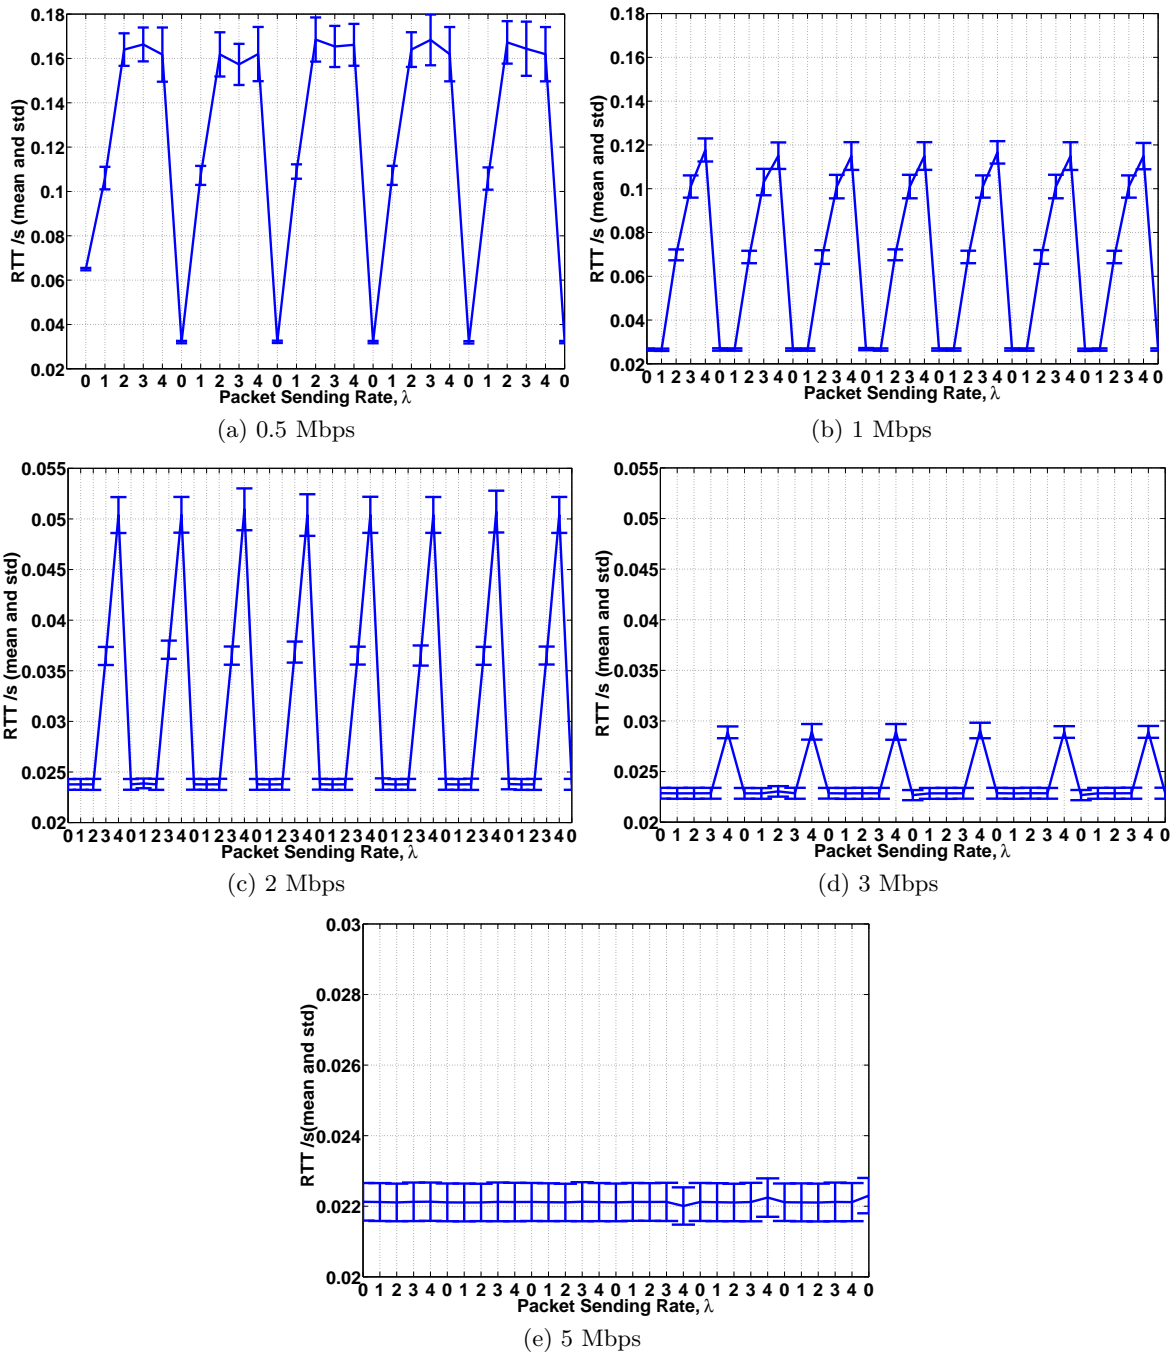 0.18
0.16
0.14
0.12
0.1
0.08
0.06
0.04
0.02
RTT /s (mean and std)
0 1 2 3 4 0 1 2 3 4 0 1 2 3 4 0 1 2 3 4 0 1 2 3 4 0
Packet Sending Rate, λ
(a) 0.5 Mbps
0.18
0.16
0.14
0.12
0.1
0.08
0.06
0.04
0.02
RTT /s (mean and std)
0 1 2 3 4 0 1 2 3 4 0 1 2 3 4 0 1 2 3 4 0 1 2 3 4 0 1 2 3 4 0 1 2 3 4 0
Packet Sending Rate, λ
(b) 1 Mbps
0.055
0.05
0.045
0.04
0.035
0.03
0.025
0.02
RTT /s (mean and std)
0 1 2 3 4 0 1 2 3 4 0 1 2 3 4 0 1 2 3 4 0 1 2 3 4 0 1 2 3 4 0 1 2 3 4 0 1 2 3 4 0
Packet Sending Rate, λ
(c) 2 Mbps
0.055
0.05
0.045
0.04
0.035
0.03
0.025
0.02
RTT /s (mean and std)
0 1 2 3 4 0 1 2 3 4 0 1 2 3 4 0 1 2 3 4 0 1 2 3 4 0 1 2 3 4 0
Packet Sending Rate, λ
(d) 3 Mbps
0.03
0.028
0.026
0.024
0.022
0.02
RTT /s(mean and std)
0 1 2 3 4 0 1 2 3 4 0 1 2 3 4 0 1 2 3 4 0 1 2 3 4 0 1 2 3 4 0
Packet Sending Rate, λ
(e) 5 Mbps